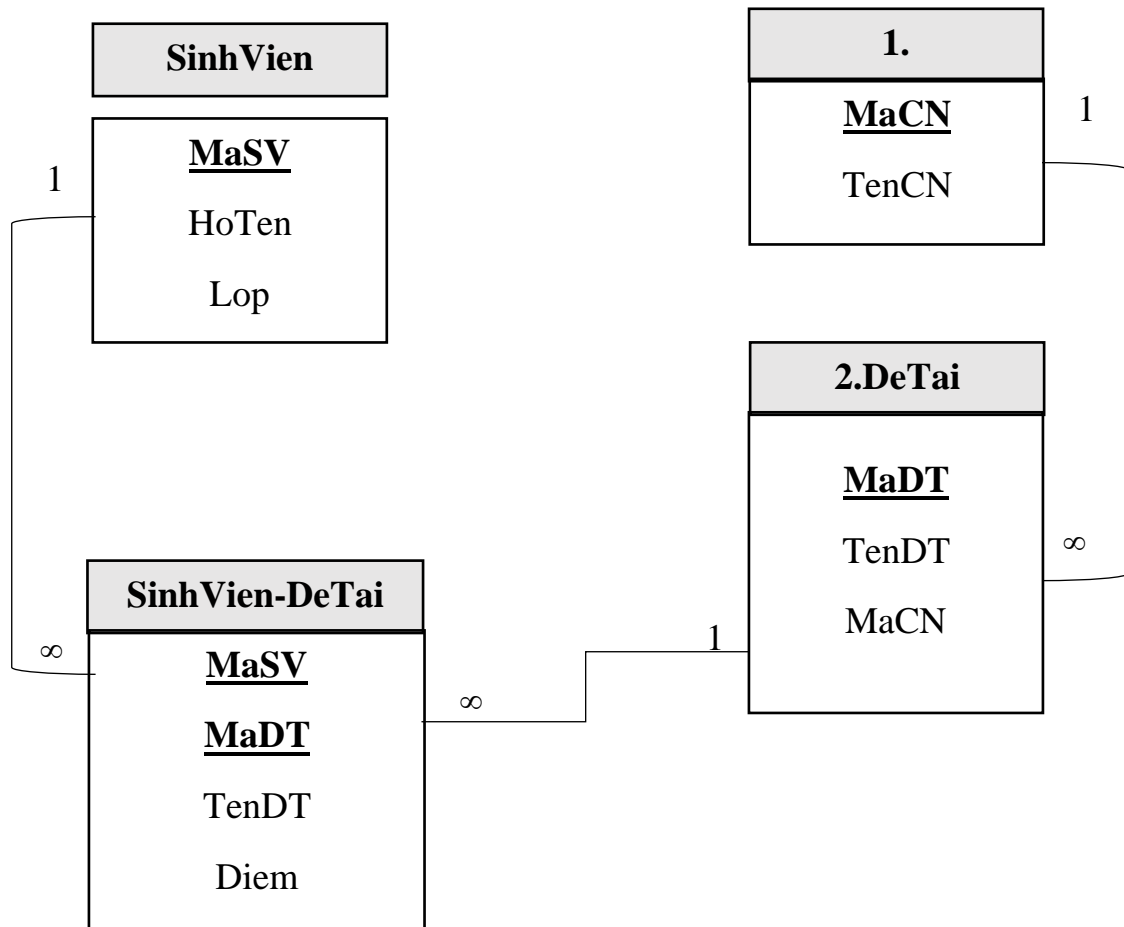 SinhVien
MaSV
HoTen
Lop
1
1.
MaCN
TenCN
1
2.DeTai
MaDT
TenDT
MaCN
∞
1
SinhVien-DeTai
MaSV
MaDT
TenDT
Diem
∞
∞